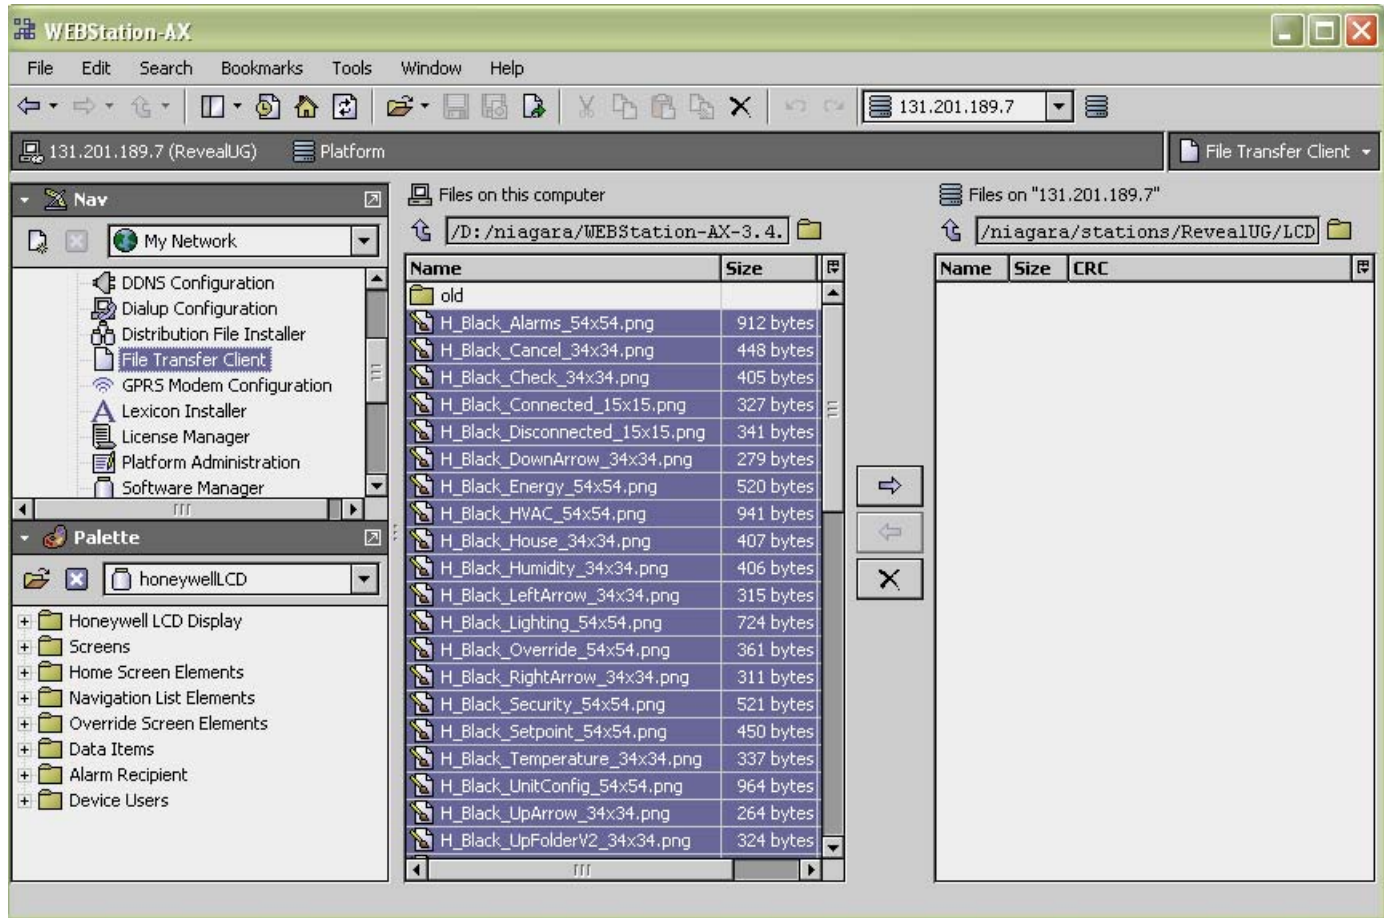 WEBStation-AX
File Edit Search Bookmarks Tools Window Help
131.201.189.7
131.201.189.7 (RevealUG) Platform File Transfer Client
Nav
My Network
DDNS Configuration
Dialup Configuration
Distribution File Installer
File Transfer Client
GPRS Modem Configuration
Lexicon Installer
License Manager
Platform Administration
Software Manager
Palette
honeywellLCD
Honeywell LCD Display
Screens
Home Screen Elements
Navigation List Elements
Override Screen Elements
Data Items
Alarm Recipient
Device Users
Files on this computer
/D:/niagara/WEBStation-AX-3.4.
Name Size
old
H_Black_Alarms_54x54.png 912 bytes
H_Black_Cancel_34x34.png 448 bytes
H_Black_Check_34x34.png 405 bytes
H_Black_Connected_15x15.png 327 bytes
H_Black_Disconnected_15x15.png 341 bytes
H_Black_DownArrow_34x34.png 279 bytes
H_Black_Energy_54x54.png 520 bytes
H_Black_HVAC_54x54.png 941 bytes
H_Black_House_34x34.png 407 bytes
H_Black_Humidity_34x34.png 406 bytes
H_Black_LeftArrow_34x34.png 315 bytes
H_Black_Lighting_54x54.png 724 bytes
H_Black_Override_54x54.png 361 bytes
H_Black_RightArrow_34x34.png 311 bytes
H_Black_Security_54x54.png 521 bytes
H_Black_Setpoint_54x54.png 450 bytes
H_Black_Temperature_34x34.png 337 bytes
H_Black_UnitConfig_54x54.png 964 bytes
H_Black_UpArrow_34x34.png 264 bytes
H_Black_UpFolderV2_34x34.png 324 bytes
Files on "131.201.189.7"
/niagara/stations/RevealUG/LCD
Name Size CRC